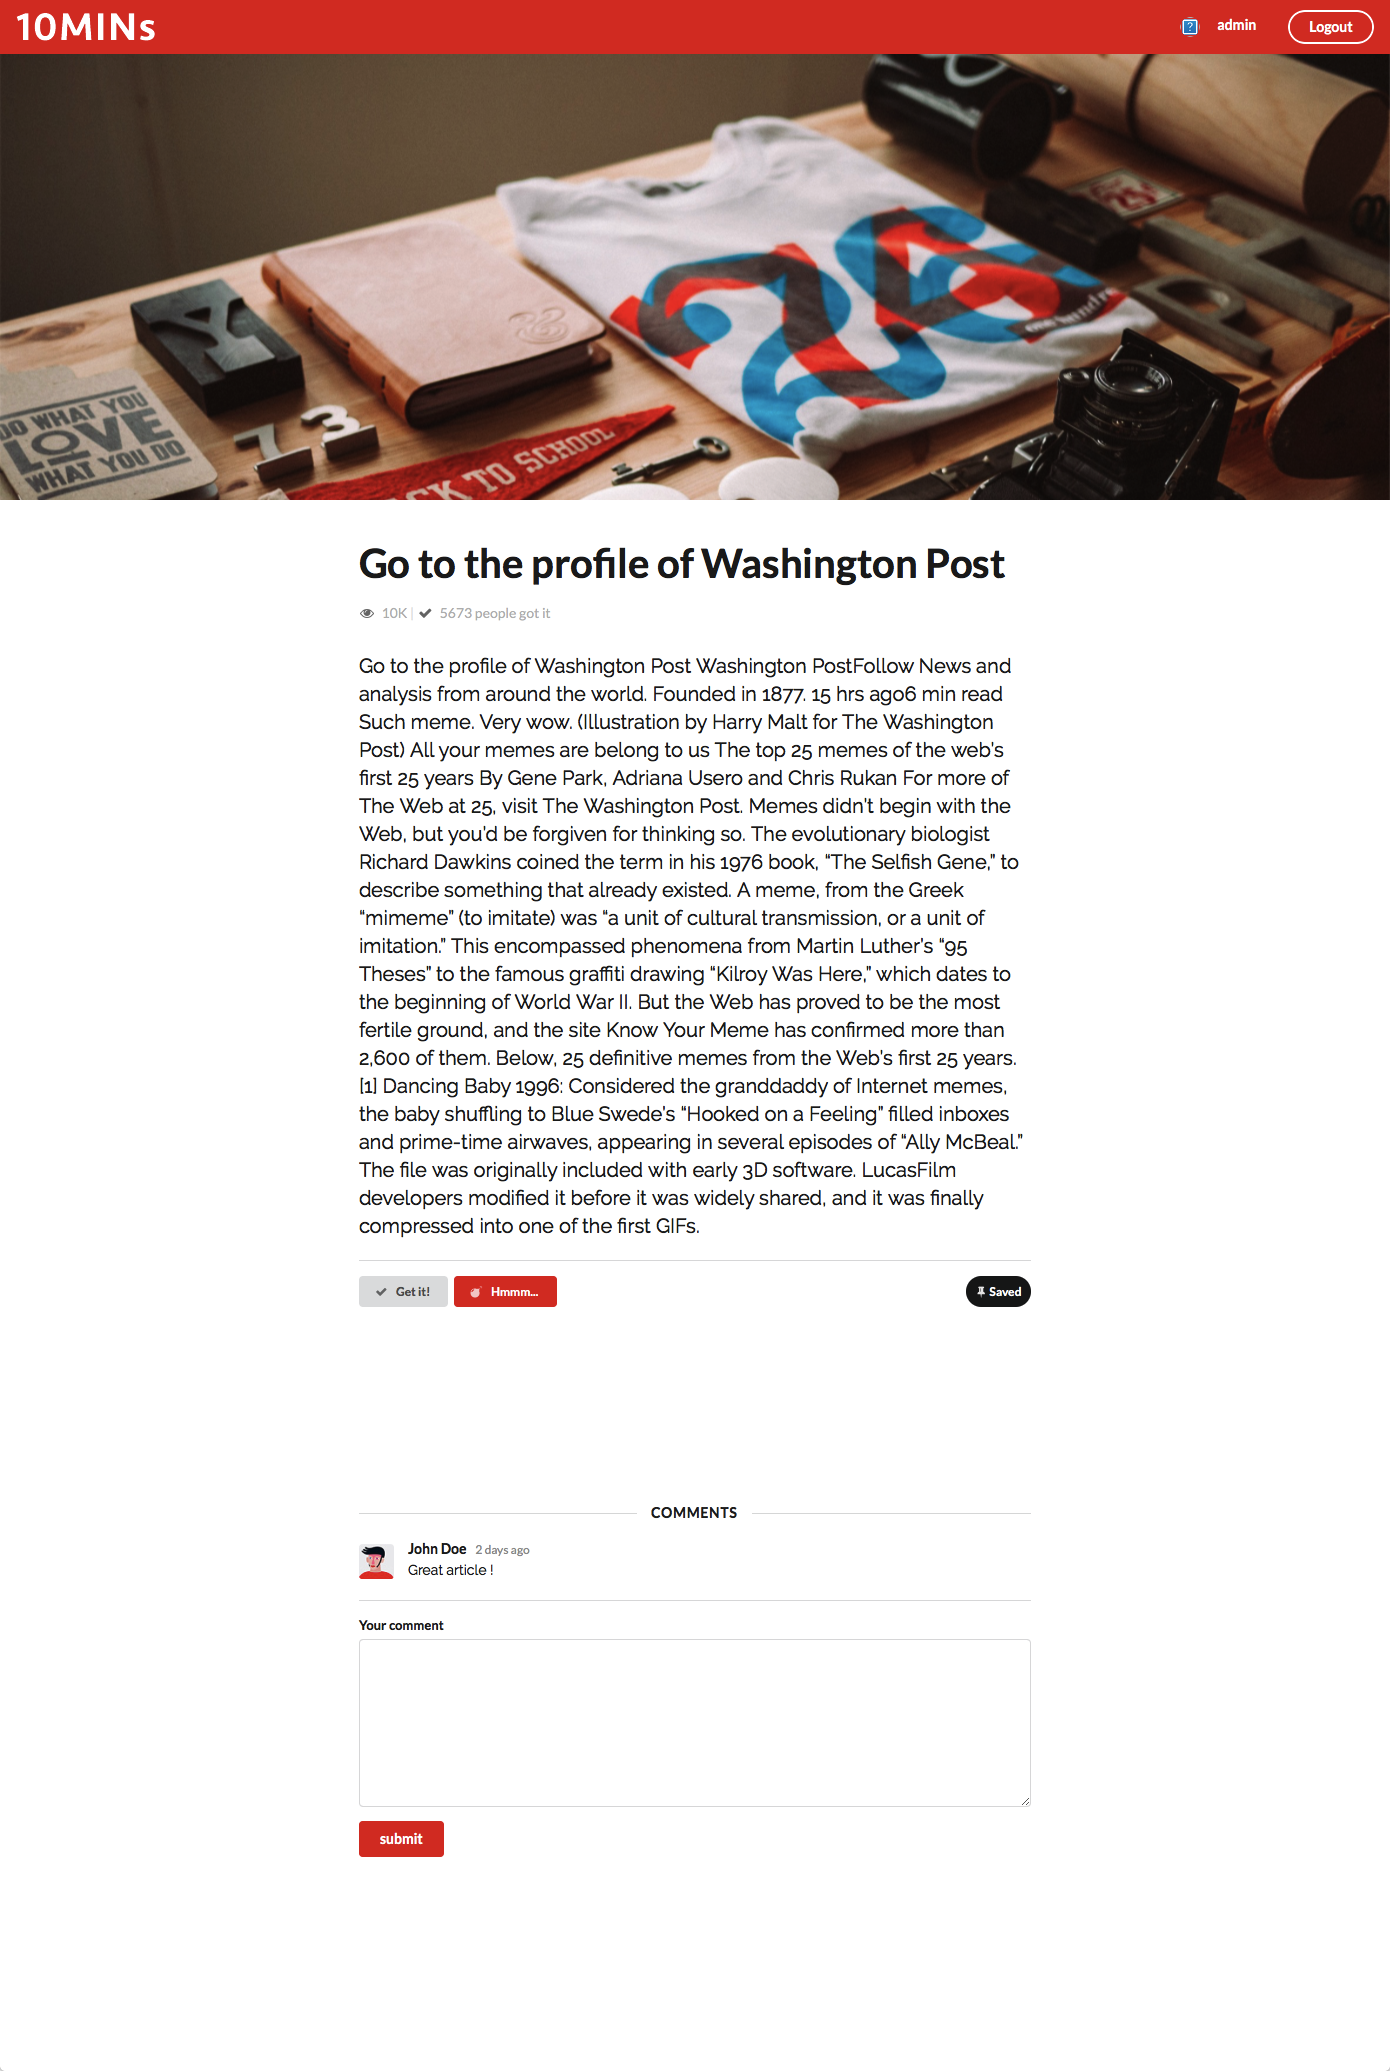 10MINs
admin
Logout
Y
DO WHAT YOU
LOVE
WHAT YOU DO
73
CK TO SCHOOL
Go to the profile of Washington Post
10K | 5673 people got it
Go to the profile of Washington Post Washington PostFollow News and
analysis from around the world. Founded in 1877. 15 hrs ago6 min read
Such meme. Very wow. (Illustration by Harry Malt for The Washington
Post) All your memes are belong to us The top 25 memes of the web's
first 25 years By Gene Park, Adriana Usero and Chris Rukan For more of
The Web at 25, visit The Washington Post. Memes didn't begin with the
Web, but you'd be forgiven for thinking so. The evolutionary biologist
Richard Dawkins coined the term in his 1976 book, “The Selfish Gene,” to
describe something that already existed. A meme, from the Greek
“mimeme” (to imitate) was “a unit of cultural transmission, or a unit of
imitation.” This encompassed phenomena from Martin Luther's “95
Theses” to the famous graffiti drawing “Kilroy Was Here,” which dates to
the beginning of World War II. But the Web has proved to be the most
fertile ground, and the site Know Your Meme has confirmed more than
2,600 of them. Below, 25 definitive memes from the Web's first 25 years.
[1] Dancing Baby 1996: Considered the granddaddy of Internet memes,
the baby shuffling to Blue Swede's “Hooked on a Feeling” filled inboxes
and prime-time airwaves, appearing in several episodes of “Ally McBeal.”
The file was originally included with early 3D software. LucasFilm
developers modified it before it was widely shared, and it was finally
compressed into one of the first GIFs.
Get it! Hmmm... Saved
COMMENTS
John Doe 2 days ago
Great article !
Your comment
submit